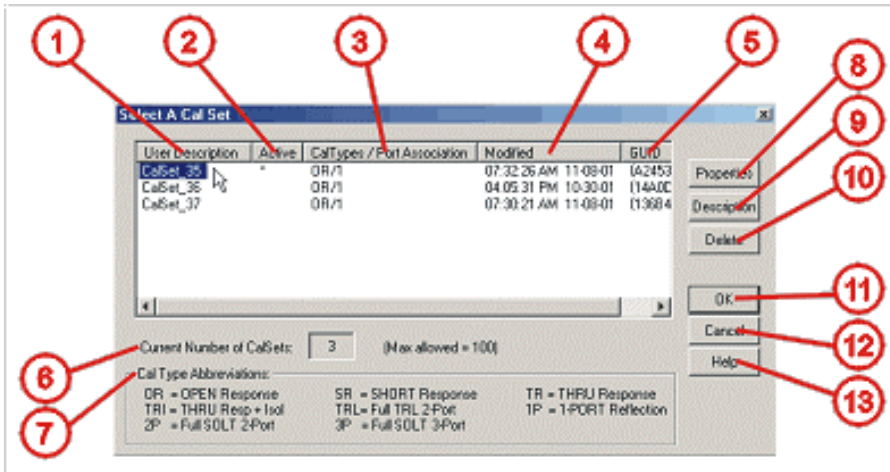 1 2 3 4 5
8
9
10
11
12
13
6
7
Select A Cal Set
User Description Active CalTypes / Port Association Modified GUID
CalSet_35 * OR/1 07:32:26 AM 11-08-01 {A2453
CalSet_36 OR/1 04:05:31 PM 10-30-01 {14A0D
CalSet_37 OR/1 07:30:21 AM 11-08-01 {13684
Properties
Description
Delete
OK
Cancel
Help
Current Number of CalSets: 3 (Max allowed = 100)
Cal Type Abbreviations:
OR = OPEN Response SR = SHORT Response TR = THRU Response
TRI = THRU Resp + Isol TRL= Full TRL 2-Port 1P = 1-PORT Reflection
2P = Full SOLT 2-Port 3P = Full SOLT 3-Port